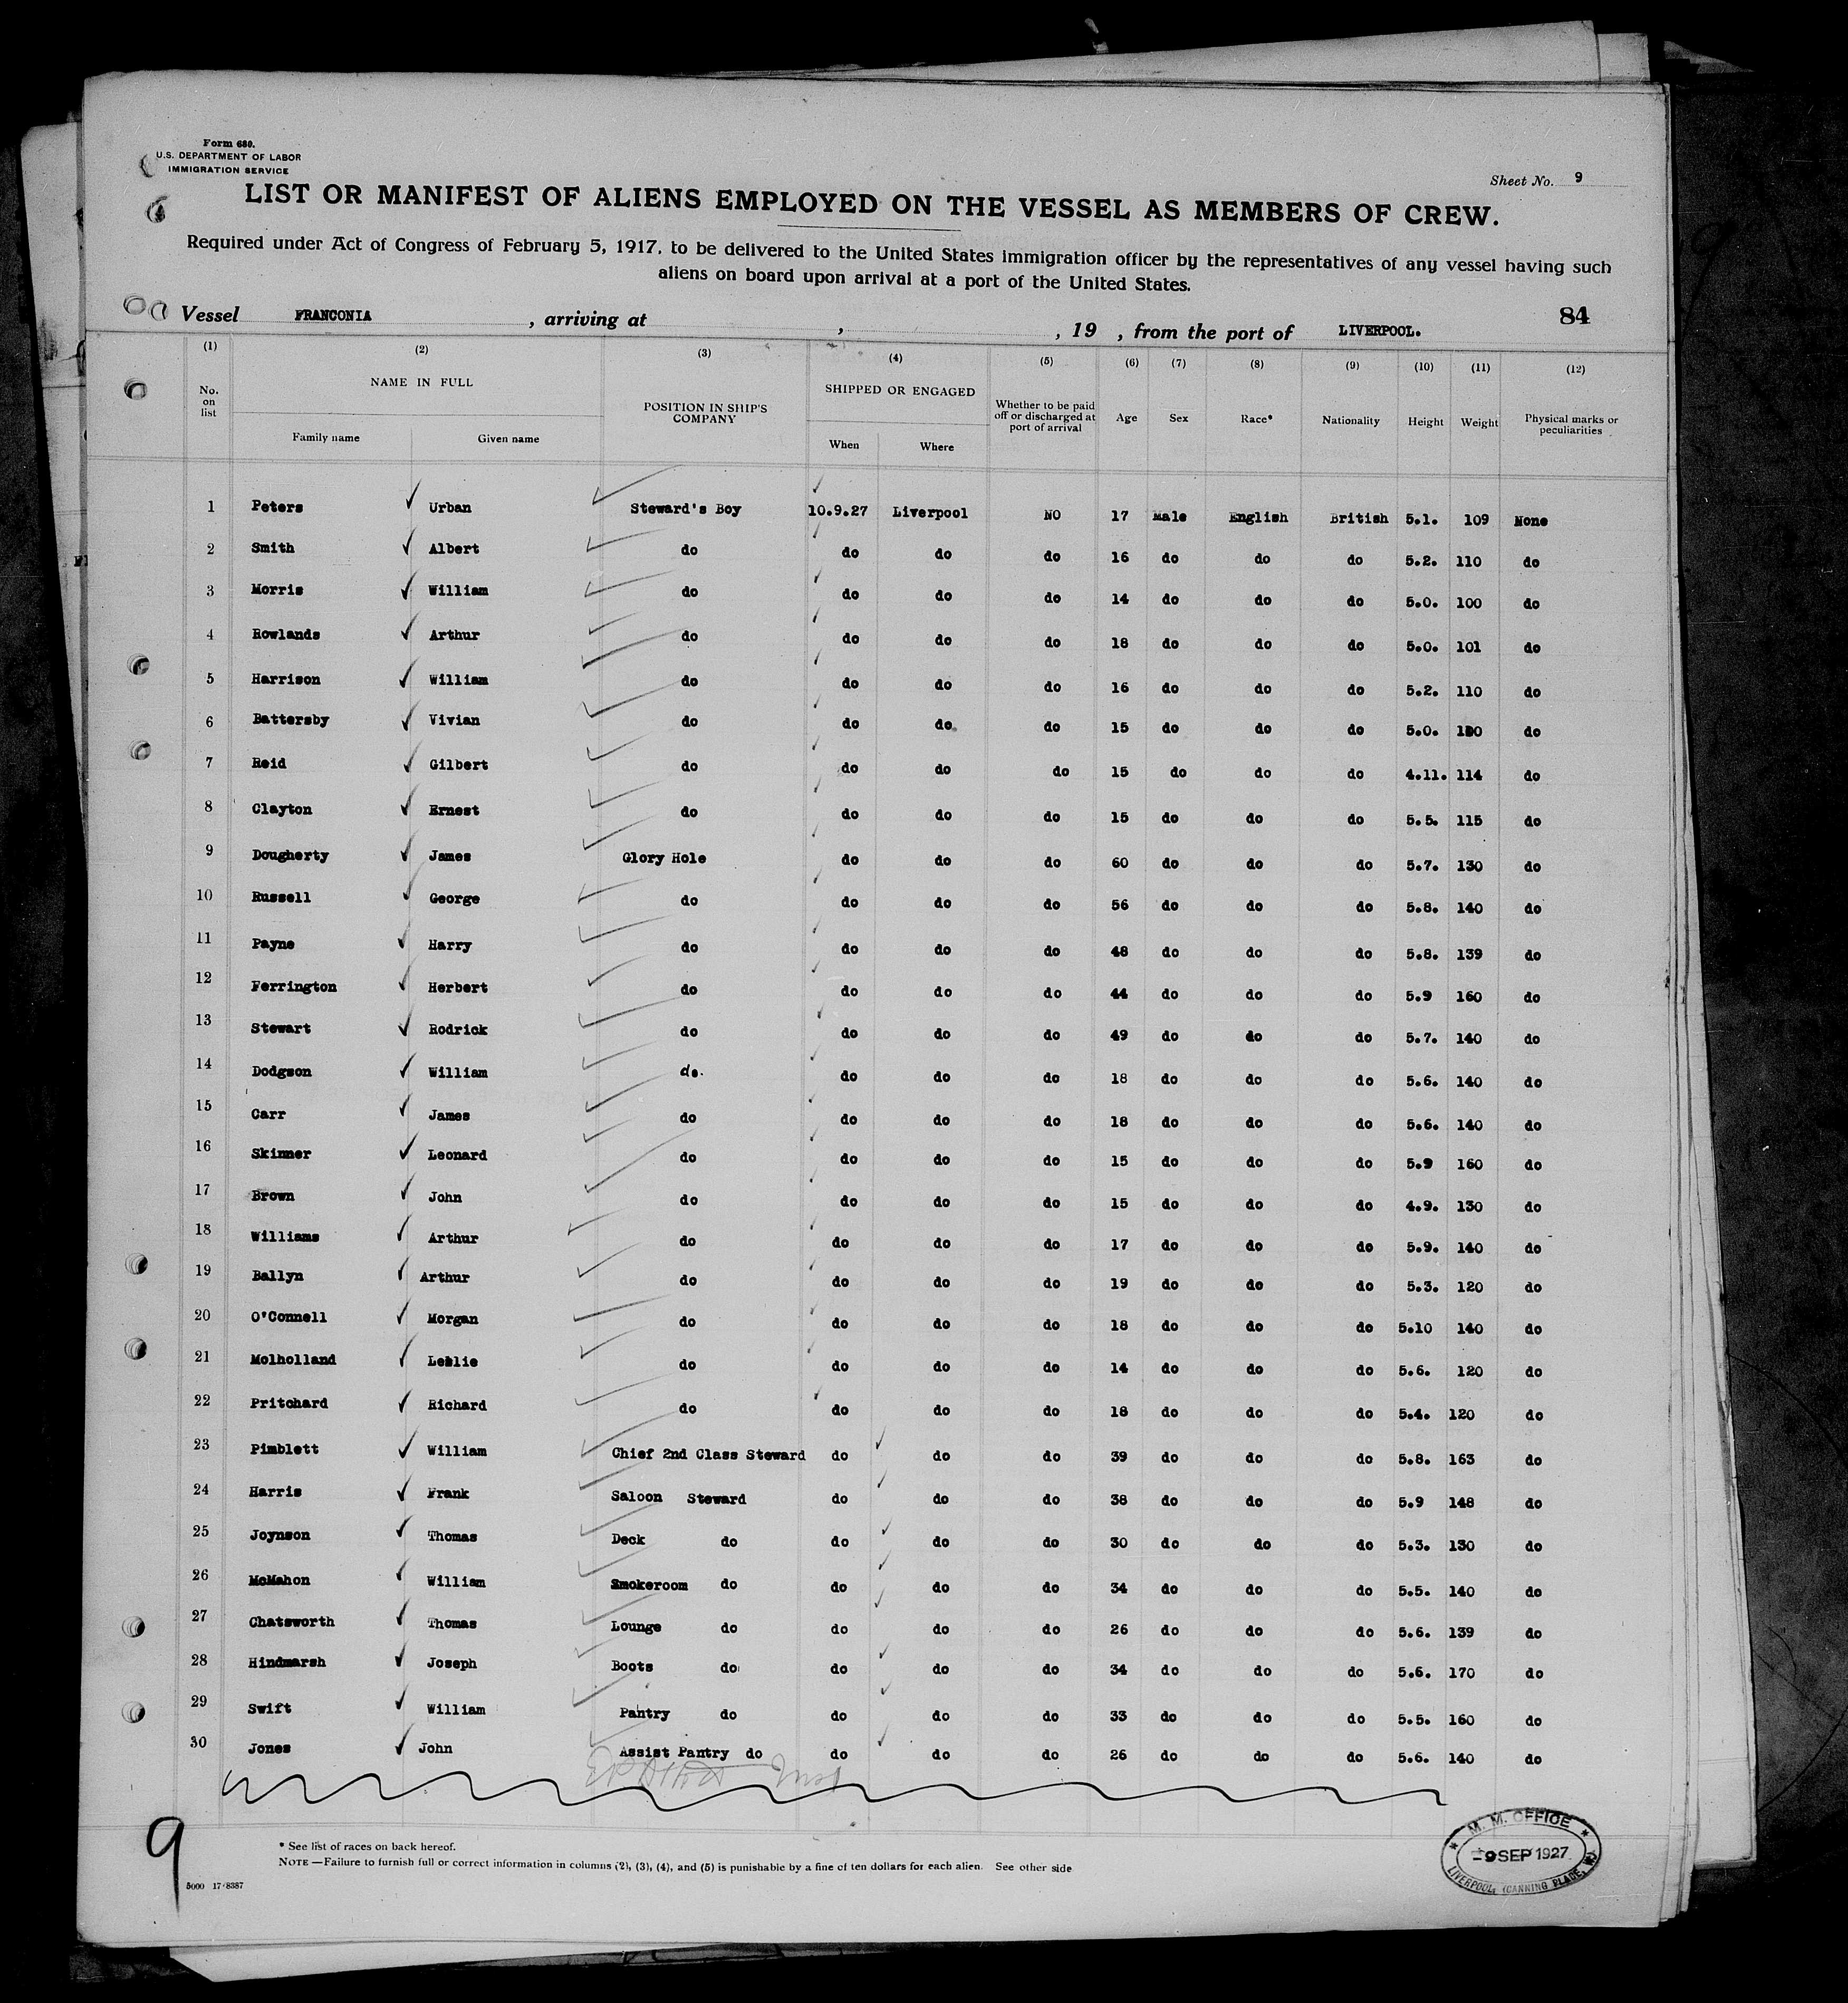 Form 680.
U.S. DEPARTMENT OF LABOR
IMMIGRATION SERVICE
Sheet No. 9
LIST OR MANIFEST OF ALIENS EMPLOYED ON THE VESSEL AS MEMBERS OF CREW.
Required under Act of Congress of February 5, 1917, to be delivered to the United States immigration officer by the representatives of any vessel having such
aliens on board upon arrival at a port of the United States.
84
Vessel FRANCONIA , arriving at , , 19 , from the port of LIVERPOOL.
(1) (2) (3) (4) (5) (6) (7) (8) (9) (10) (11) (12)
No. on list NAME IN FULL POSITION IN SHIP'S COMPANY SHIPPED OR ENGAGED Whether to be paid off or discharged at port of arrival Age Sex Race* Nationality Height Weight Physical marks or peculiarities
Family name Given name When Where
1 Peters Urban Steward's Boy 10.9.27 Liverpool NO 17 Male English British 5.1. 109 None
2 Smith Albert do do do do 16 do do do 5.2. 110 do
3 Morris William do do do do 14 do do do 5.0. 100 do
4 Rowlands Arthur do do do do 18 do do do 5.0. 101 do
5 Harrison William do do do do 16 do do do 5.2. 110 do
6 Battersby Vivian do do do do 15 do do do 5.0. do
7 Reid Gilbert do do do do 15 do do do 4.11. 114 do
8 Clayton Ernest do do do do 15 do do do 5.5. 115 do
9 Dougherty James Glory Hole do do do 60 do do do 5.7. 130 do
10 Russell George do do do do 56 do do do 5.8. 140 do
11 Payne Harry do do do do 48 do do do 5.8. 139 do
12 Ferrington Herbert do do do do 44 do do do 5.9 160 do
13 Stewart Rodrick do do do do 49 do do do 5.7. 140 do
14 Dodgson William do. do do do 18 do do do 5.6. 140 do
15 Carr James do do do do 18 do do do 5.6. 140 do
16 Skinner Leonard do do do do 15 do do do 5.9 160 do
17 Brown John do do do do 15 do do do 4.9. 130 do
18 Williams Arthur do do do do 17 do do do 5.9. 140 do
19 Ballyn Arthur do do do do 19 do do do 5.3. 120 do
20 O'Connell Morgan do do do do 18 do do do 5.10 140 do
21 Molholland Leslie do do do do 14 do do do 5.6. 120 do
22 Pritchard Richard do do do do 18 do do do 5.4. 120 do
23 Pimblett William Chief 2nd Class Steward do do do 39 do do do 5.8. 163 do
24 Harris Frank Saloon Steward do do do 38 do do do 5.9 148 do
25 Joynson Thomas Deck do do do do 30 do do do 5.3. 130 do
26 McMahon William Smokeroom do do do do 34 do do do 5.5. 140 do
27 Chatsworth Thomas Lounge do do do do 26 do do do 5.6. 139 do
28 Hindmarsh Joseph Boots do do do do 34 do do do 5.6. 170 do
29 Swift William Pantry do do do do 33 do do do 5.5. 160 do
30 Jones John Assist Pantry do do do do 26 do do do 5.6. 140 do
9
* See list of races on back hereof.
NOTE —Failure to furnish full or correct information in columns (2), (3), (4), and (5) is punishable by a fine of ten dollars for each alien. See other side
5000 17/8387
M. M. OFFICE
9 SEP 1927
LIVERPOOL (CANNING PLACE,